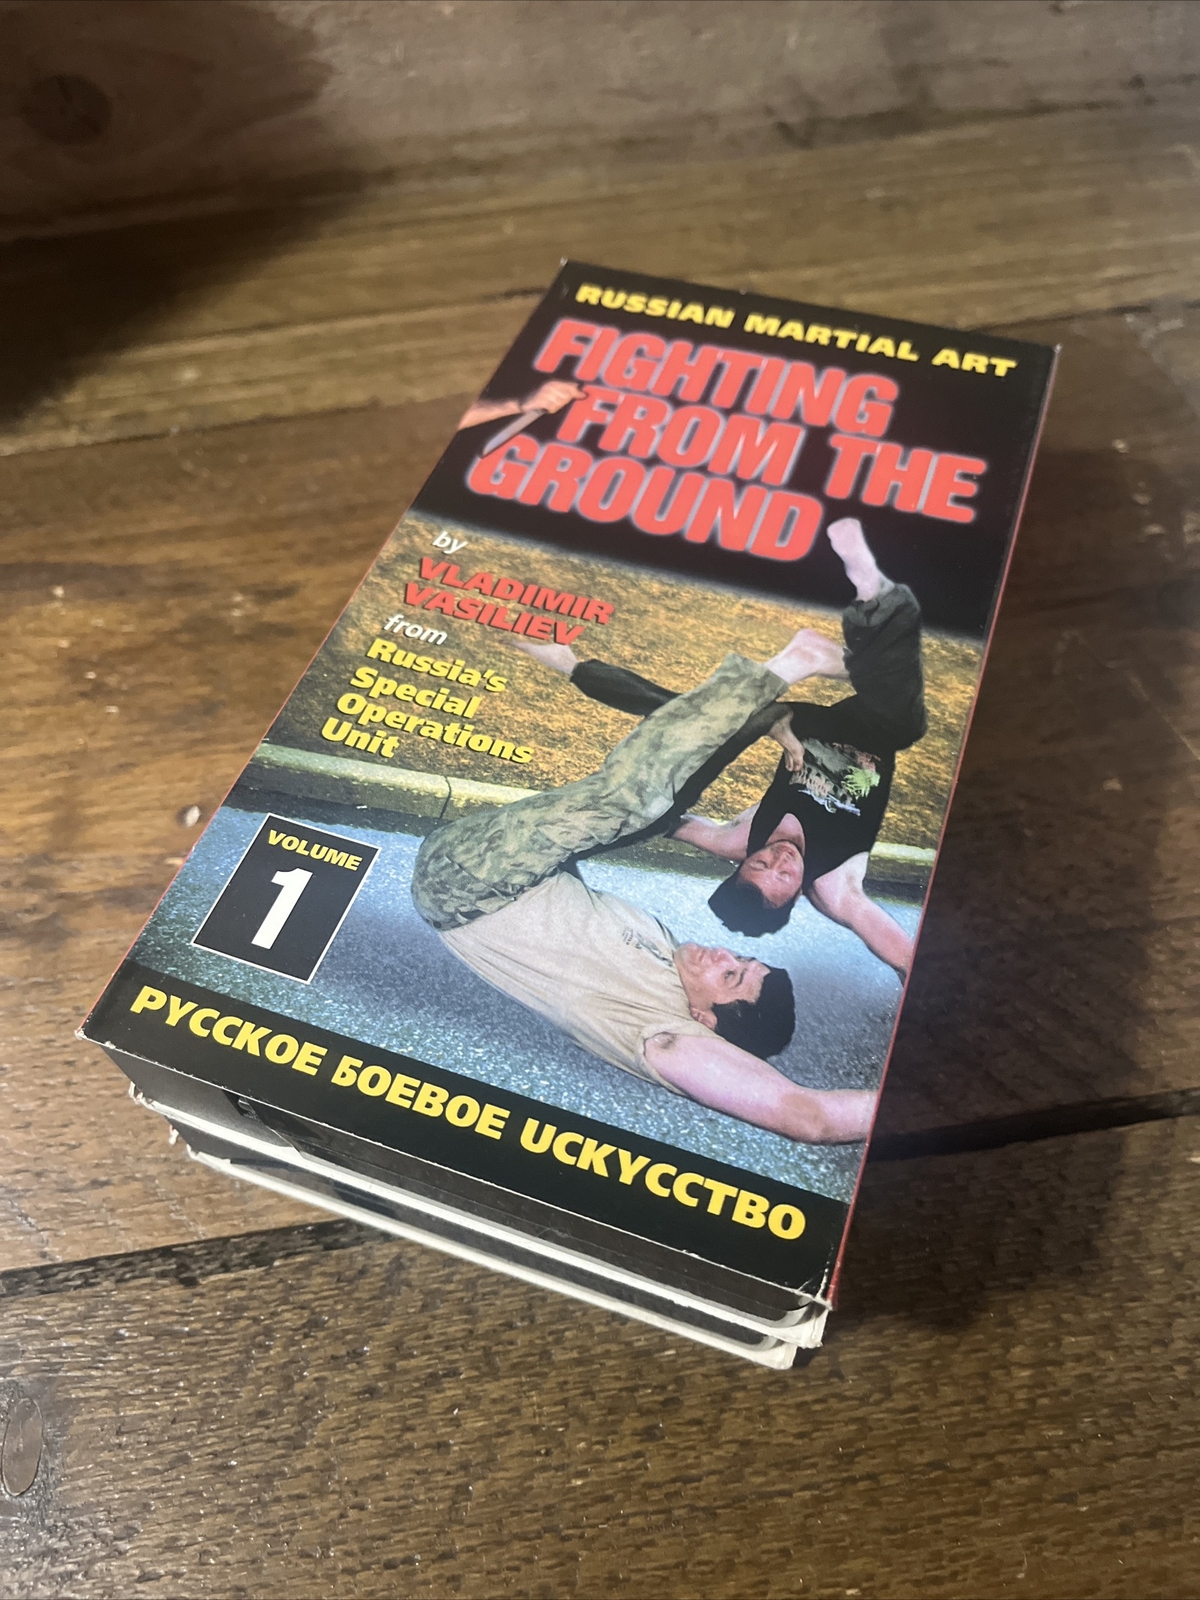 RUSSIAN MARTIAL ART
FIGHTING
FROM THE
GROUND
by
VLADIMIR
VASILIEV
from
Russia's
Special
Operations
Unit
VOLUME
1
РУССКОЕ БОЕВОЕ ИСКУССТВО